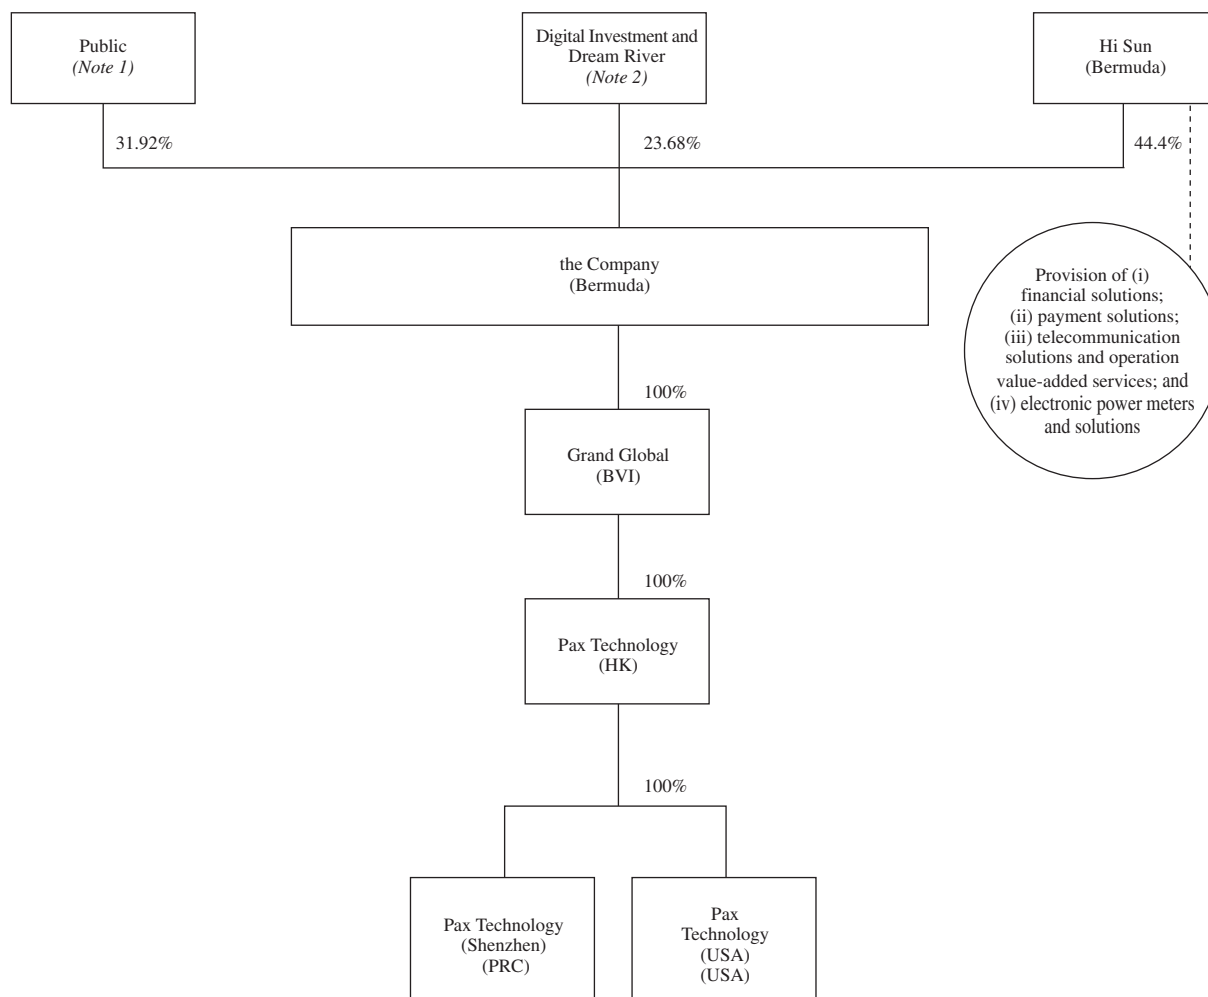 Public
(Note 1)
Digital Investment and
Dream River
(Note 2)
Hi Sun
(Bermuda)
31.92%
23.68%
44.4%
the Company
(Bermuda)
Provision of (i)
financial solutions;
(ii) payment solutions;
(iii) telecommunication
solutions and operation
value-added services; and
(iv) electronic power meters
and solutions
100%
Grand Global
(BVI)
100%
Pax Technology
(HK)
100%
Pax Technology
(Shenzhen)
(PRC)
Pax
Technology
(USA)
(USA)